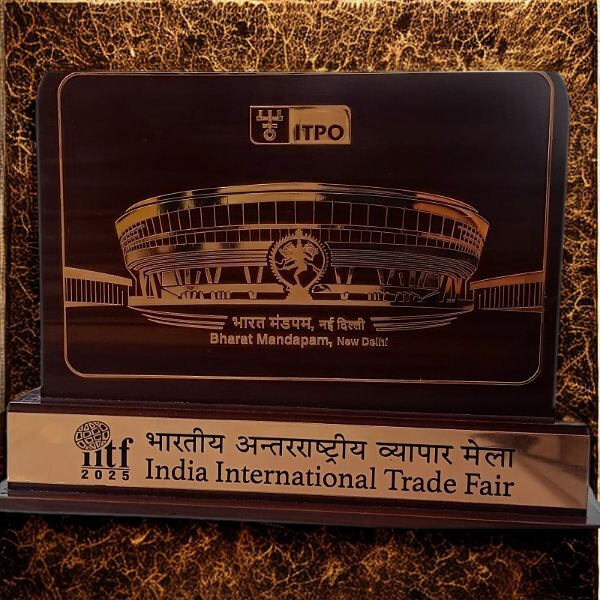 ITPO
भारत मंडपम, नई दिल्ली
Bharat Mandapam, New Delhi
iitf
2025
भारतीय अन्तरराष्ट्रीय व्यापार मेला
India International Trade Fair